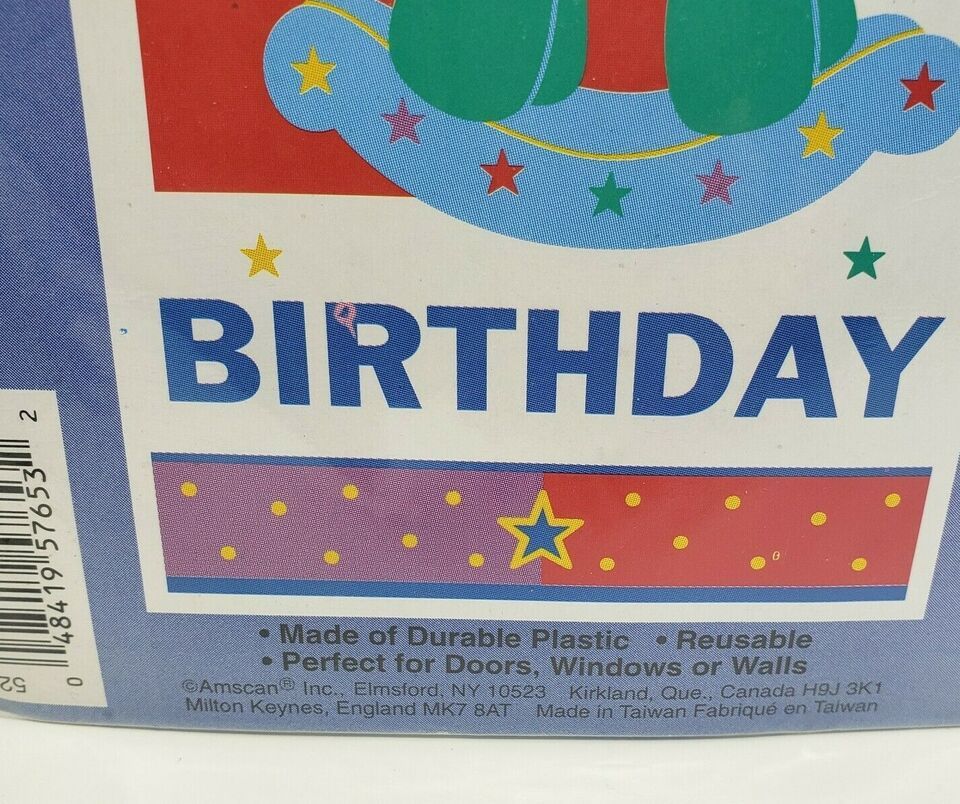 BIRTHDAY
• Made of Durable Plastic • Reusable
• Perfect for Doors, Windows or Walls
©Amscan® Inc., Elmsford, NY 10523 Kirkland, Que., Canada H9J 3K1
Milton Keynes, England MK7 8AT Made in Taiwan Fabriqué en Taiwan
0 48419 57653 2
52